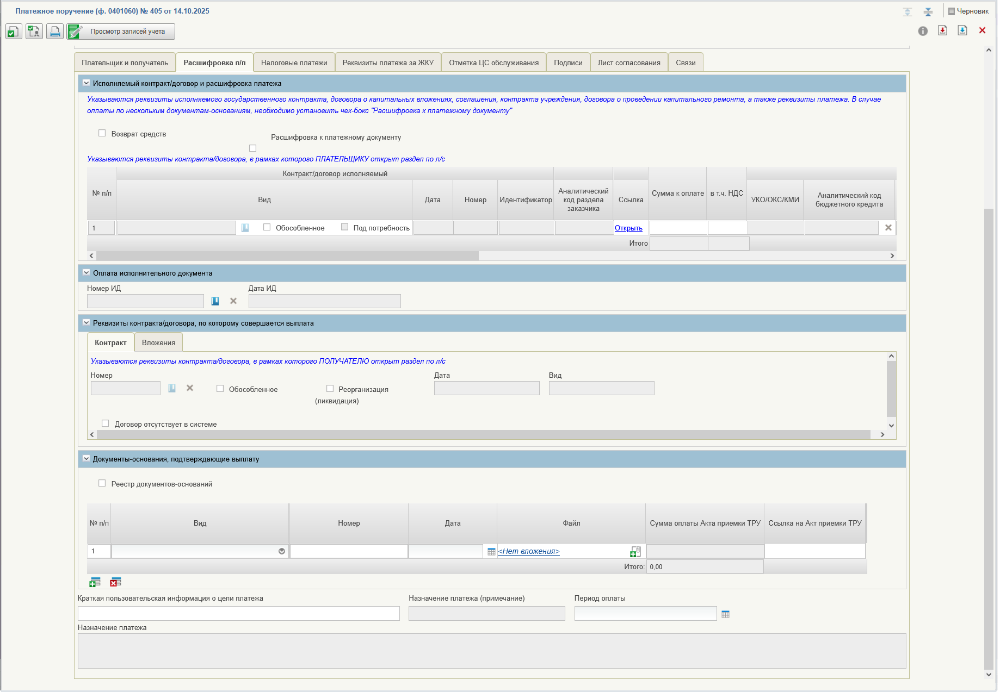 Платежное поручение (ф. 0401060) № 405 от 14.10.2025
Черновик
Просмотр записей учета
Плательщик и получатель
Расшифровка п/п
Налоговые платежи
Реквизиты платежа за ЖКУ
Отметка ЦС обслуживания
Подписи
Лист согласования
Связи
Исполняемый контракт/договор и расшифровка платежа
Указываются реквизиты исполняемого государственного контракта, договора о капитальных вложениях, соглашения, контракта учреждения, договора о проведении капитального ремонта, а также реквизиты платежа. В случае
оплаты по нескольким документам-основаниям, необходимо установить чек-бокс "Расшифровка к платежному документу"
Возврат средств
Расшифровка к платежному документу
Указываются реквизиты контракта/договора, в рамках которого ПЛАТЕЛЬЩИКУ открыт раздел по л/с
№ п/п
Контракт/договор исполняемый
Вид
Дата
Номер
Идентификатор
Аналитический
код раздела
заказчика
Ссылка
Сумма к оплате
в т.ч. НДС
УКО/ОКС/КМИ
Аналитический код
бюджетного кредита
1
Обособленное
Под потребность
Открыть
Итого
Оплата исполнительного документа
Номер ИД
Дата ИД
Реквизиты контракта/договора, по которому совершается выплата
Контракт
Вложения
Указываются реквизиты контракта/договора, в рамках которого ПОЛУЧАТЕЛЮ открыт раздел по л/с
Номер
Дата
Вид
Обособленное
Реорганизация
(ликвидация)
Договор отсутствует в системе
Документы-основания, подтверждающие выплату
Реестр документов-оснований
№ п/п
Вид
Номер
Дата
Файл
Сумма оплаты Акта приемки ТРУ
Ссылка на Акт приемки ТРУ
1
<Нет вложения>
Итого:
0,00
Краткая пользовательская информация о цели платежа
Назначение платежа (примечание)
Период оплаты
Назначение платежа